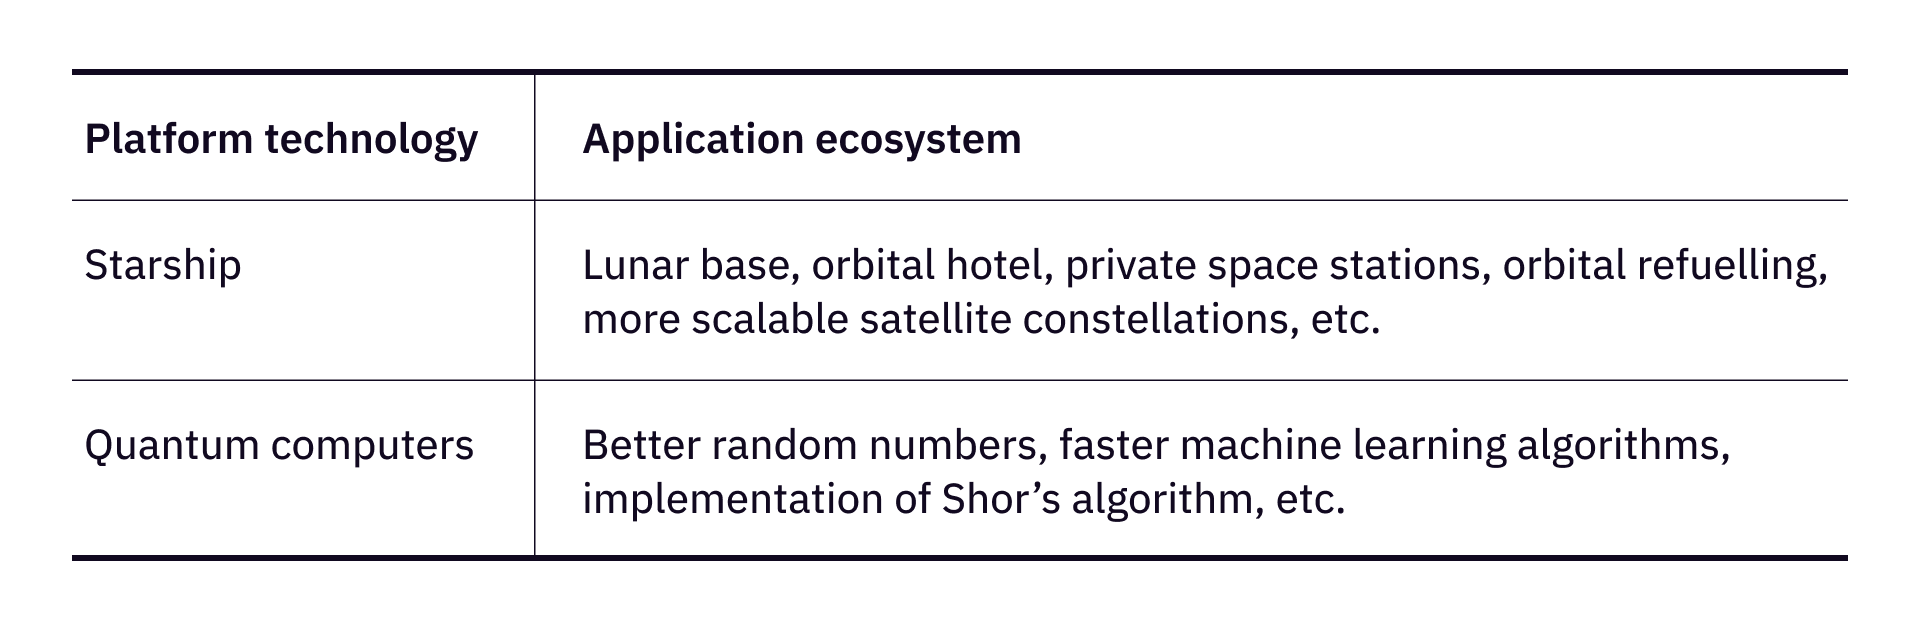 Platform technology
Application ecosystem
Starship
Lunar base, orbital hotel, private space stations, orbital refuelling,
more scalable satellite constellations, etc.
Quantum computers
Better random numbers, faster machine learning algorithms,
implementation of Shor’s algorithm, etc.